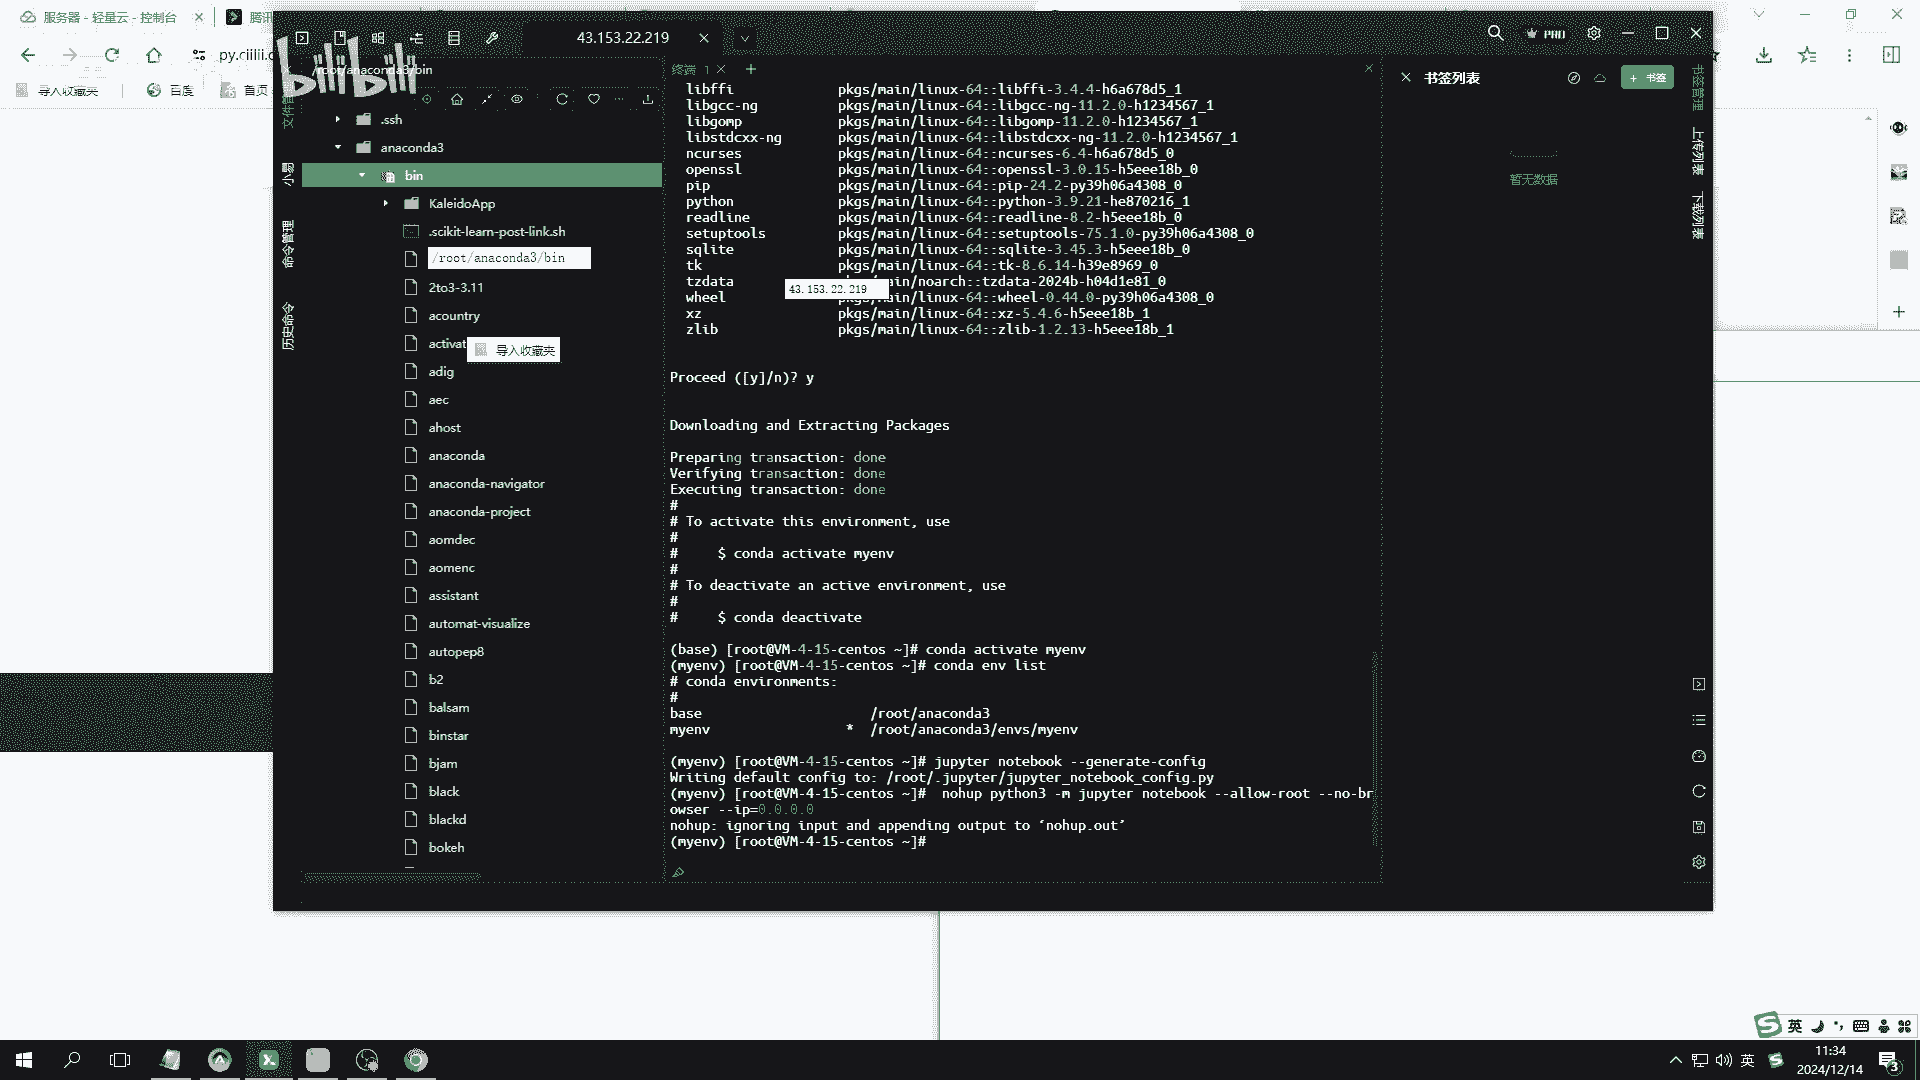 服务器 - 轻量云 - 控制台
py.ciilii.c
导入收藏夹
百度
首页
bilibili
43.153.22.219
PRO
/root/anaconda3/bin
.ssh
anaconda3
bin
KaleidoApp
.scikit-learn-post-link.sh
/root/anaconda3/bin
2to3-3.11
acountry
activat
导入收藏夹
adig
aec
ahost
anaconda
anaconda-navigator
anaconda-project
aomdec
aomenc
assistant
automat-visualize
autopep8
b2
balsam
binstar
bjam
black
blackd
bokeh
命令管理
历史命令
终端 1
libffi pkgs/main/linux-64::libffi-3.4.4-h6a678d5_1
libgcc-ng pkgs/main/linux-64::libgcc-ng-11.2.0-h1234567_1
libgomp pkgs/main/linux-64::libgomp-11.2.0-h1234567_1
libstdcxx-ng pkgs/main/linux-64::libstdcxx-ng-11.2.0-h1234567_1
ncurses pkgs/main/linux-64::ncurses-6.4-h6a678d5_0
openssl pkgs/main/linux-64::openssl-3.0.15-h5eee18b_0
pip pkgs/main/linux-64::pip-24.2-py39h06a4308_0
python pkgs/main/linux-64::python-3.9.21-he870216_1
readline pkgs/main/linux-64::readline-8.2-h5eee18b_0
setuptools pkgs/main/linux-64::setuptools-75.1.0-py39h06a4308_0
sqlite pkgs/main/linux-64::sqlite-3.45.3-h5eee18b_0
tk pkgs/main/linux-64::tk-8.6.14-h39e8969_0
tzdata ain/noarch::tzdata-2024b-h04d1e81_0
43.153.22.219
wheel pkgs/main/linux-64::wheel-0.44.0-py39h06a4308_0
xz pkgs/main/linux-64::xz-5.4.6-h5eee18b_1
zlib pkgs/main/linux-64::zlib-1.2.13-h5eee18b_1
Proceed ([y]/n)? y
Downloading and Extracting Packages
Preparing transaction: done
Verifying transaction: done
Executing transaction: done
#
# To activate this environment, use
#
# $ conda activate myenv
#
# To deactivate an active environment, use
#
# $ conda deactivate
(base) [root@VM-4-15-centos ~]# conda activate myenv
(myenv) [root@VM-4-15-centos ~]# conda env list
# conda environments:
#
base /root/anaconda3
myenv * /root/anaconda3/envs/myenv
(myenv) [root@VM-4-15-centos ~]# jupyter notebook --generate-config
Writing default config to: /root/.jupyter/jupyter_notebook_config.py
(myenv) [root@VM-4-15-centos ~]# nohup python3 -m jupyter notebook --allow-root --no-br
owser --ip=0.0.0.0
nohup: ignoring input and appending output to ‘nohup.out’
(myenv) [root@VM-4-15-centos ~]#
书签列表
+ 书签
暂无数据
书签管理
上传列表
下载列表
英
英
11:34
2024/12/14
3